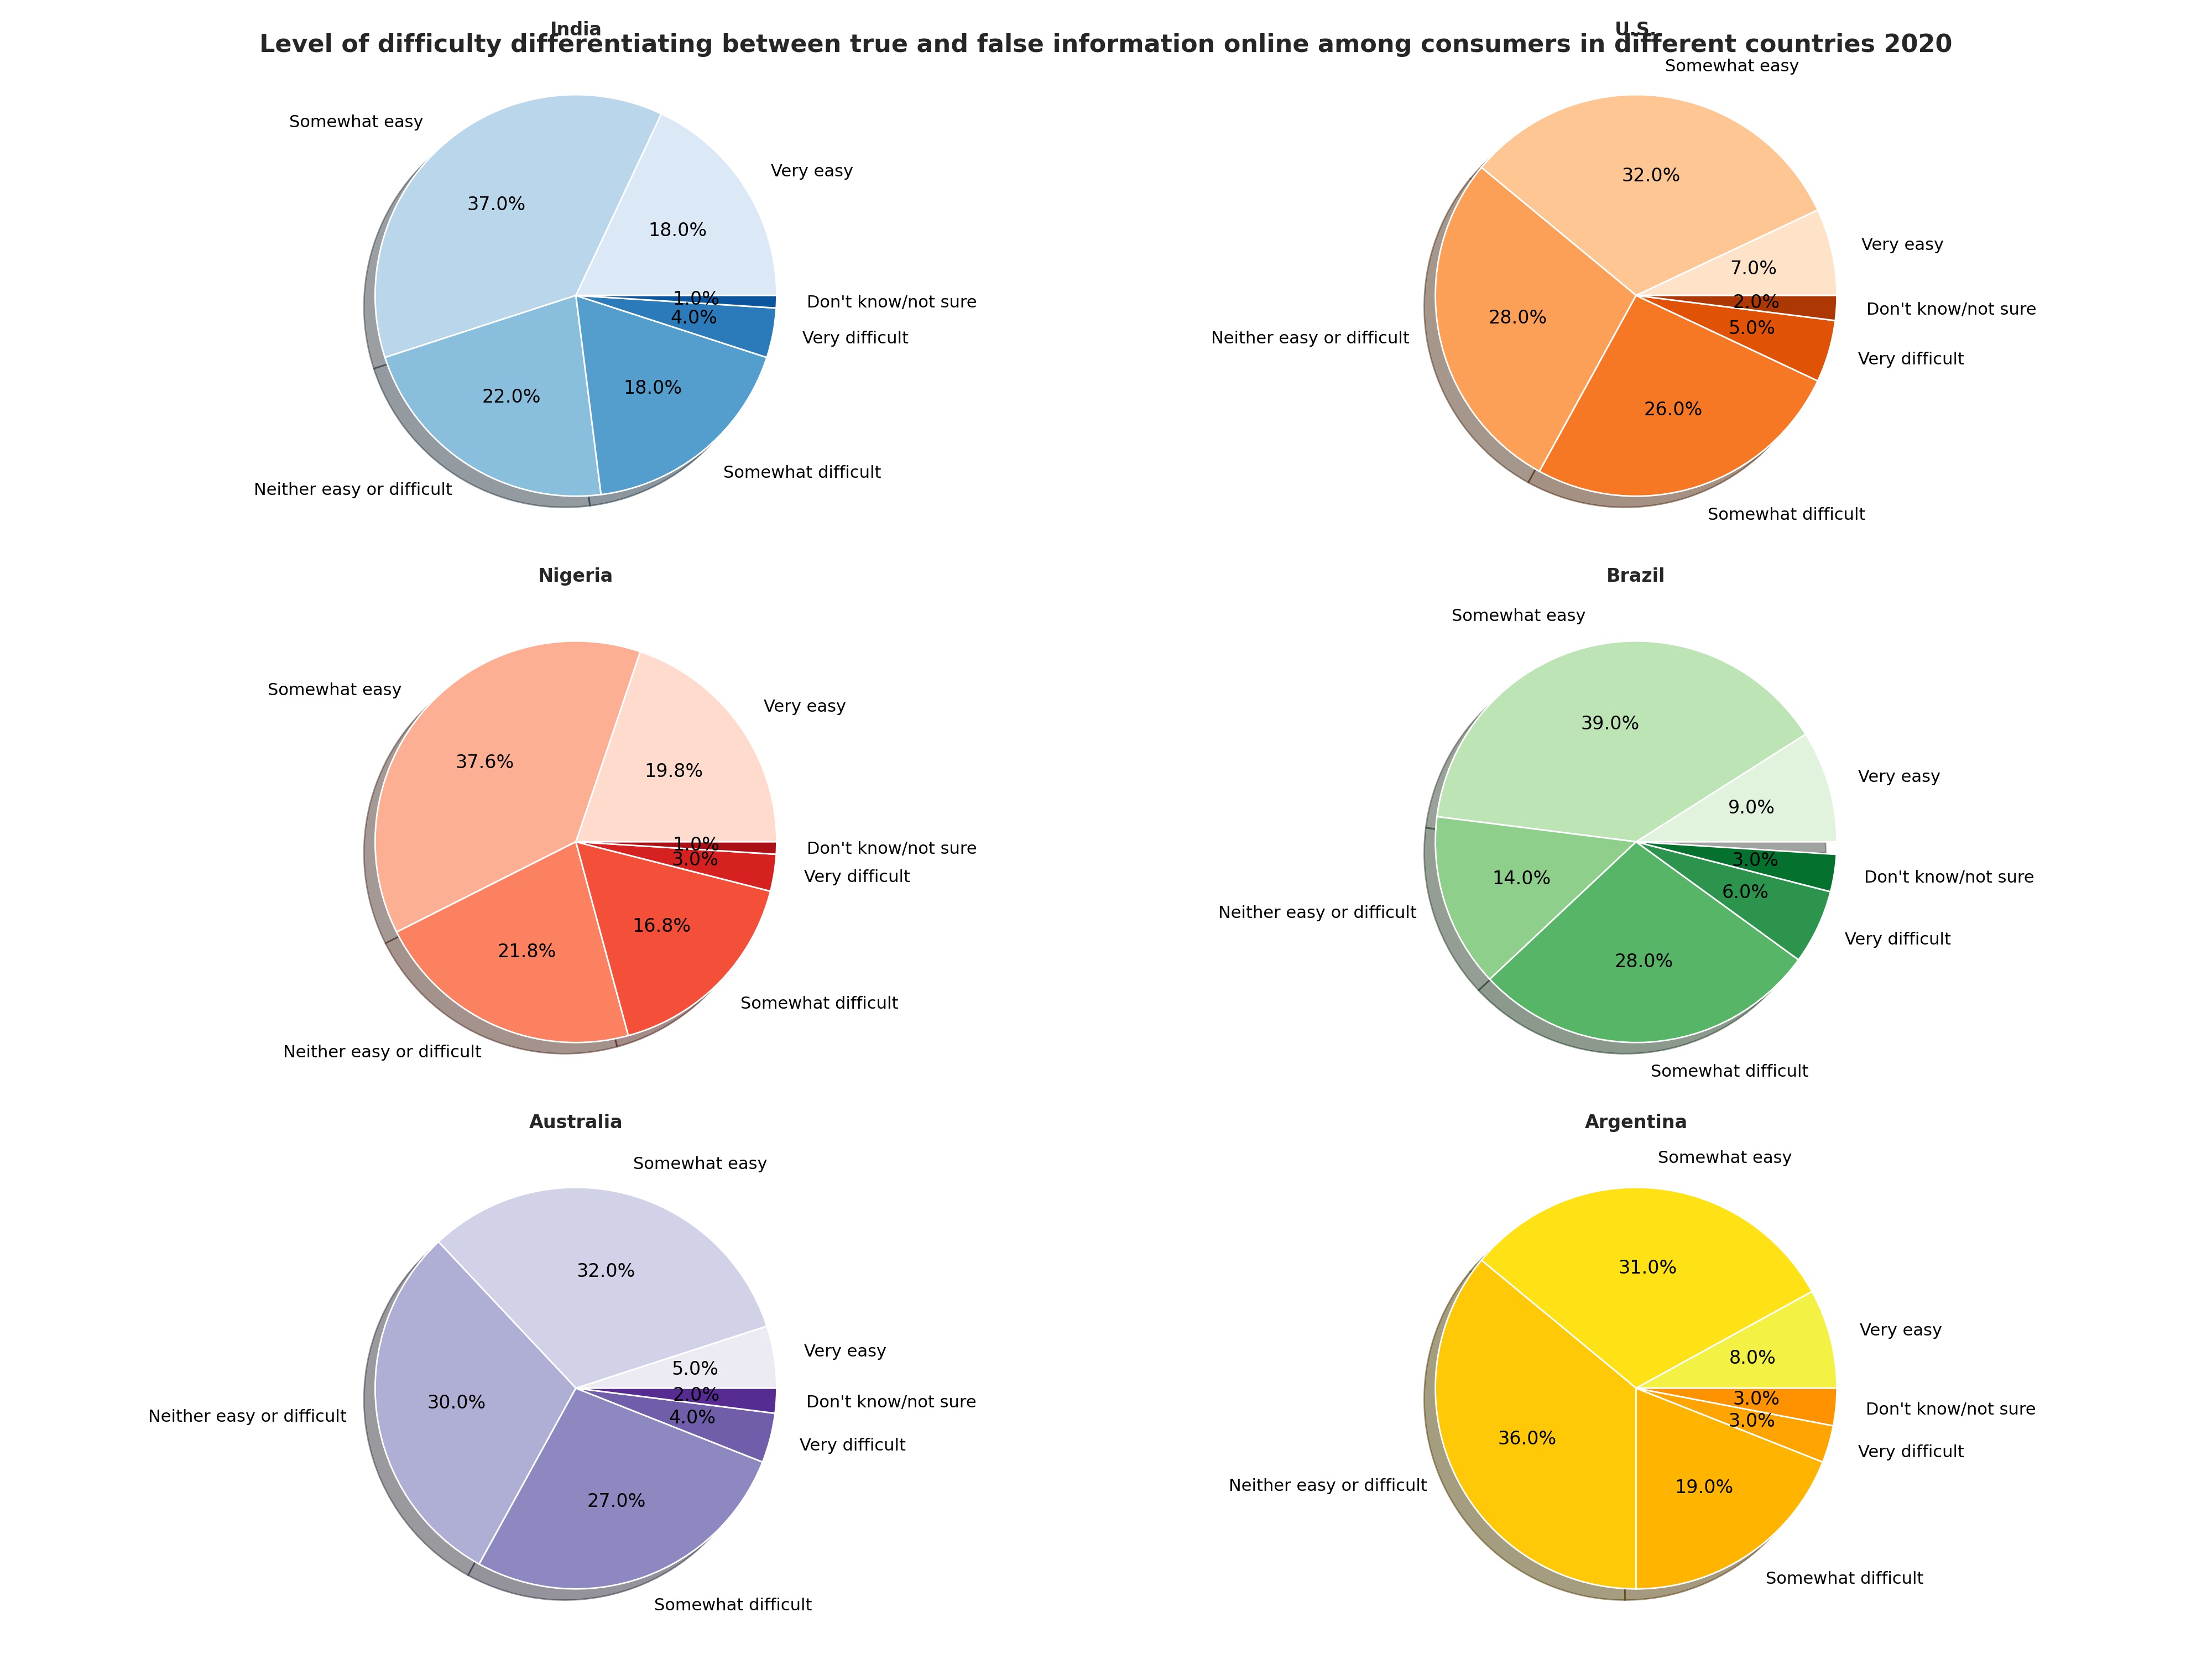 Level of difficulty differentiating between true and false information online among consumers in different countries 2020
India
Somewhat easy
Very easy
37.0%
18.0%
1.0%
Don't know/not sure
4.0%
Very difficult
22.0%
18.0%
Somewhat difficult
Neither easy or difficult
U.S.
Somewhat easy
32.0%
Very easy
7.0%
2.0%
Don't know/not sure
28.0%
5.0%
Neither easy or difficult
Very difficult
26.0%
Somewhat difficult
Nigeria
Somewhat easy
Very easy
37.6%
19.8%
1.0%
Don't know/not sure
3.0%
Very difficult
16.8%
21.8%
Somewhat difficult
Neither easy or difficult
Brazil
Somewhat easy
39.0%
Very easy
9.0%
3.0%
Don't know/not sure
14.0%
6.0%
Neither easy or difficult
Very difficult
28.0%
Somewhat difficult
Australia
Somewhat easy
32.0%
Very easy
5.0%
2.0%
Don't know/not sure
30.0%
Neither easy or difficult
4.0%
Very difficult
27.0%
Somewhat difficult
Argentina
Somewhat easy
31.0%
Very easy
8.0%
3.0%
Don't know/not sure
3.0%
Very difficult
36.0%
Neither easy or difficult
19.0%
Somewhat difficult